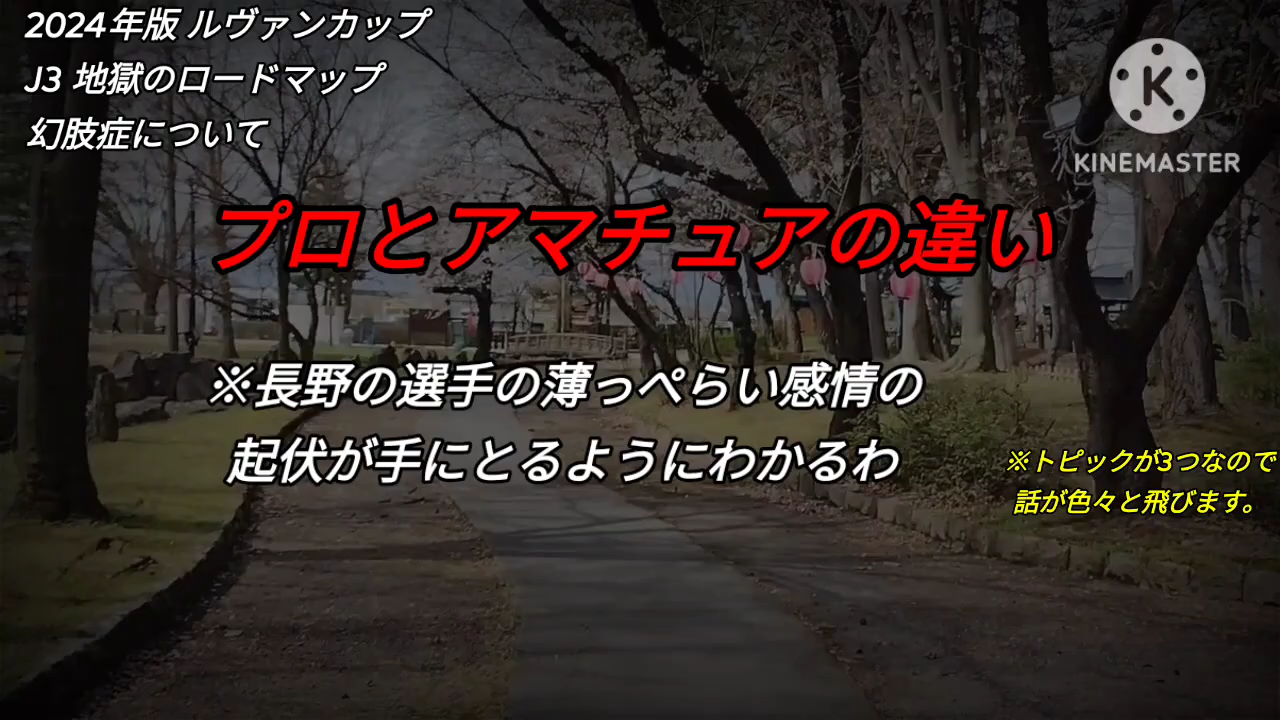 2024年版 ルヴァンカップ
J3 地獄のロードマップ
幻肢症について
K
KINEMASTER
プロとアマチュアの違い
※長野の選手の薄っぺらい感情の
起伏が手にとるようにわかるわ
※トピックが3つなので
話が色々と飛びます。